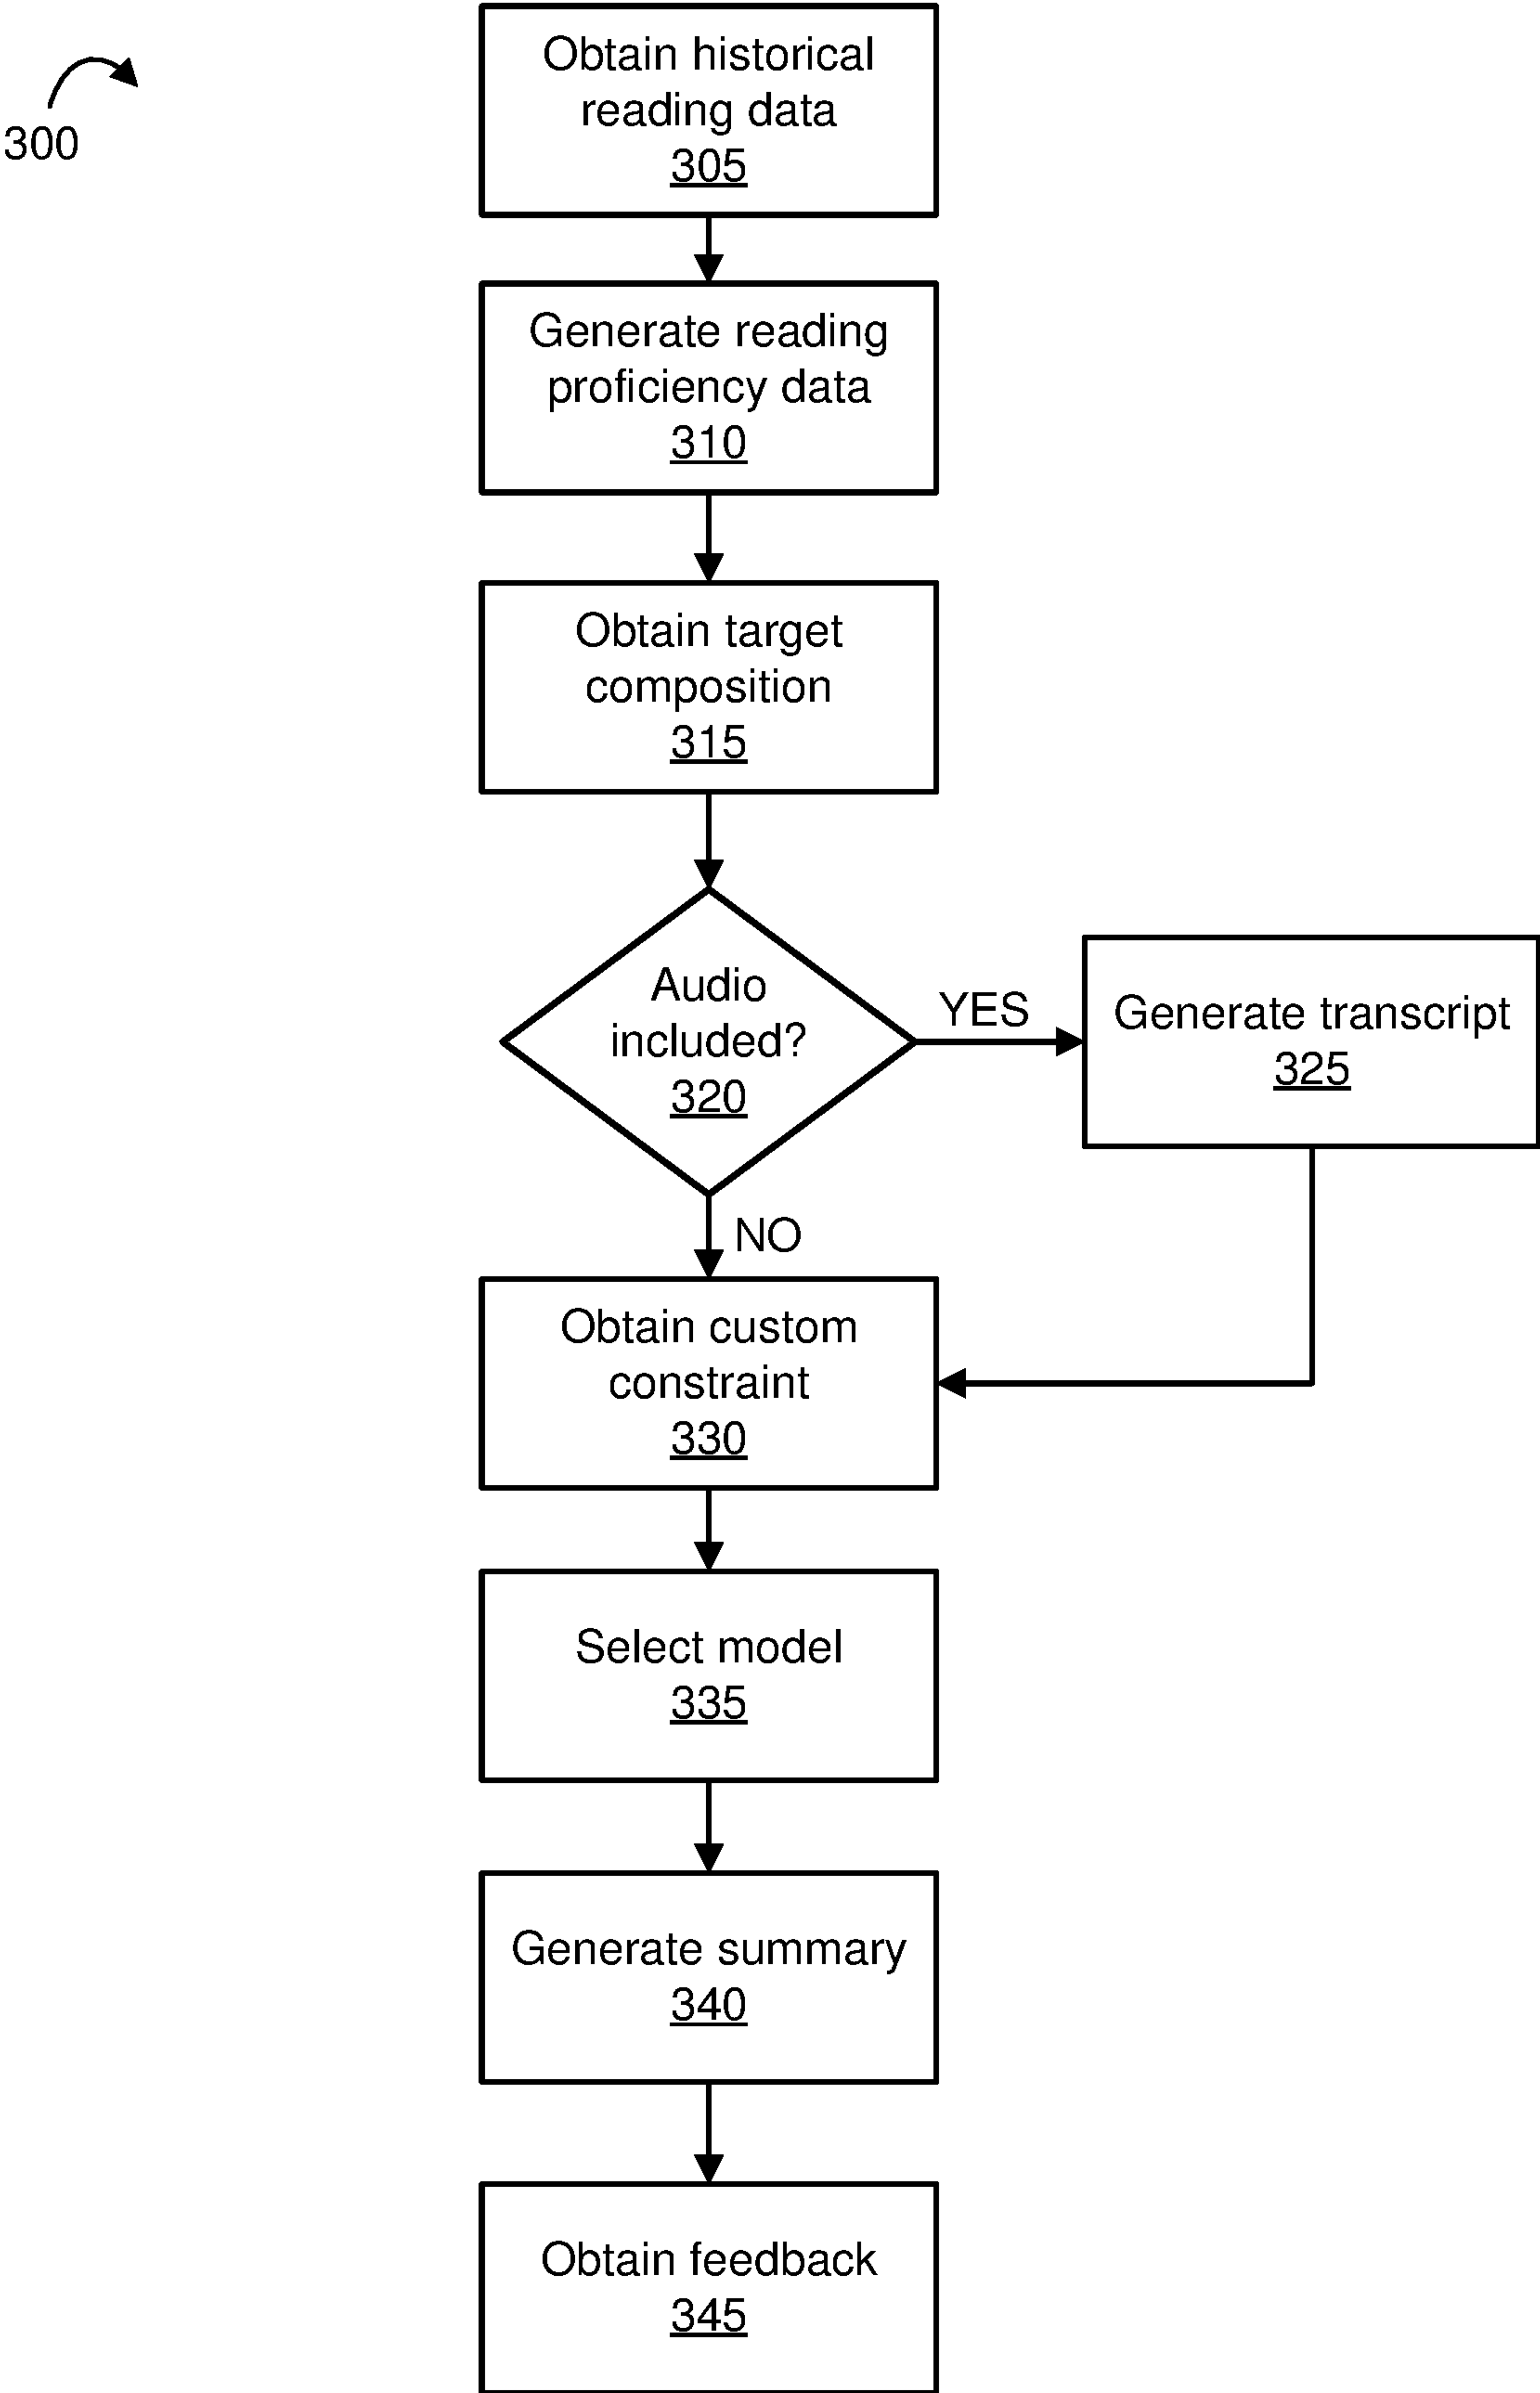 300
Obtain historical
reading data
305
Generate reading
proficiency data
310
Obtain target
composition
315
Audio
included?
320
YES
Generate transcript
325
NO
Obtain custom
constraint
330
Select model
335
Generate summary
340
Obtain feedback
345